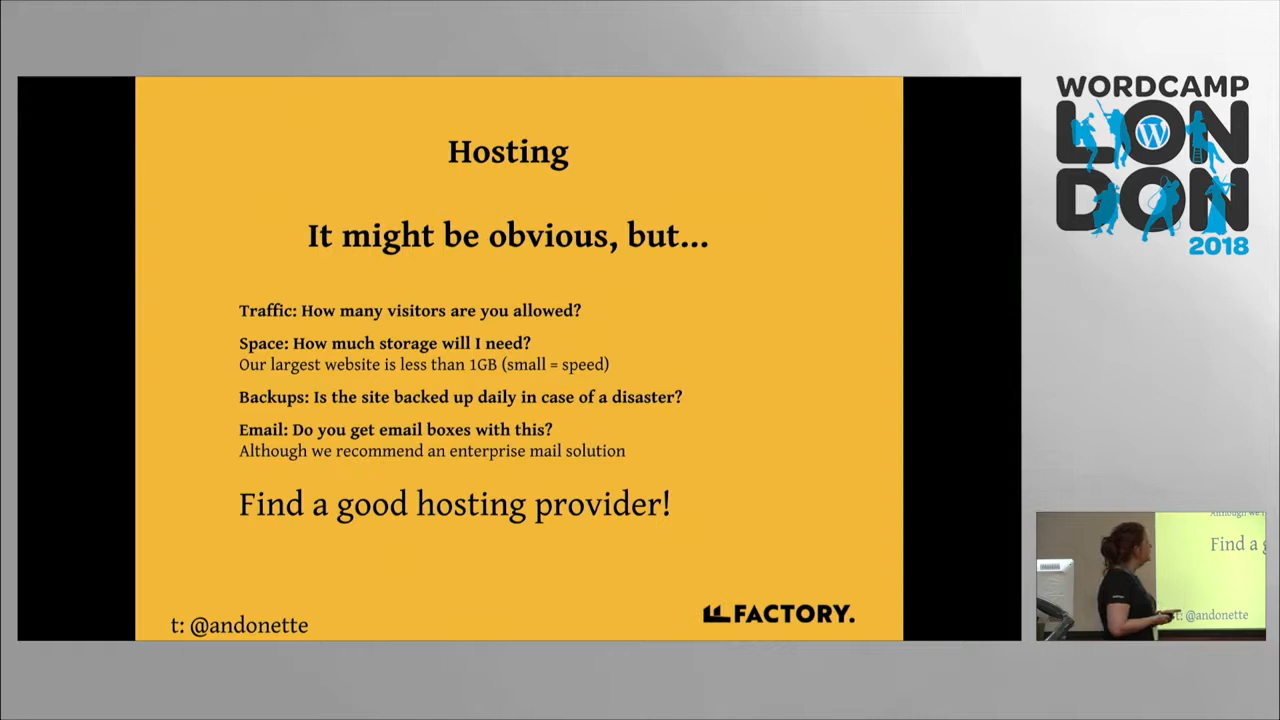 Hosting
It might be obvious, but...
Traffic: How many visitors are you allowed?
Space: How much storage will I need?
Our largest website is less than 1GB (small = speed)
Backups: Is the site backed up daily in case of a disaster?
Email: Do you get email boxes with this?
Although we recommend an enterprise mail solution
Find a good hosting provider!
t: @andonette
FACTORY.
WORDCAMP
LON
DON
2018
Although we
Find a g
t: @andonette